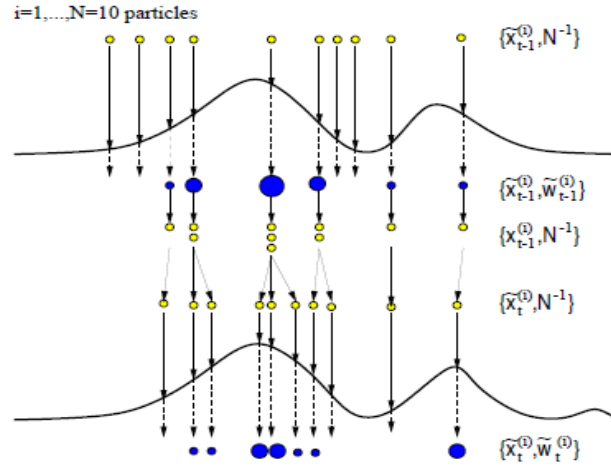 i=1,...,N=10 particles
{x̃_{t-1}^{(i)},N^{-1}}
{x̃_{t-1}^{(i)},w̃_{t-1}^{(i)}}
{x_{t-1}^{(i)},N^{-1}}
{x̃_t^{(i)},N^{-1}}
{x̃_t^{(i)},w̃_t^{(i)}}